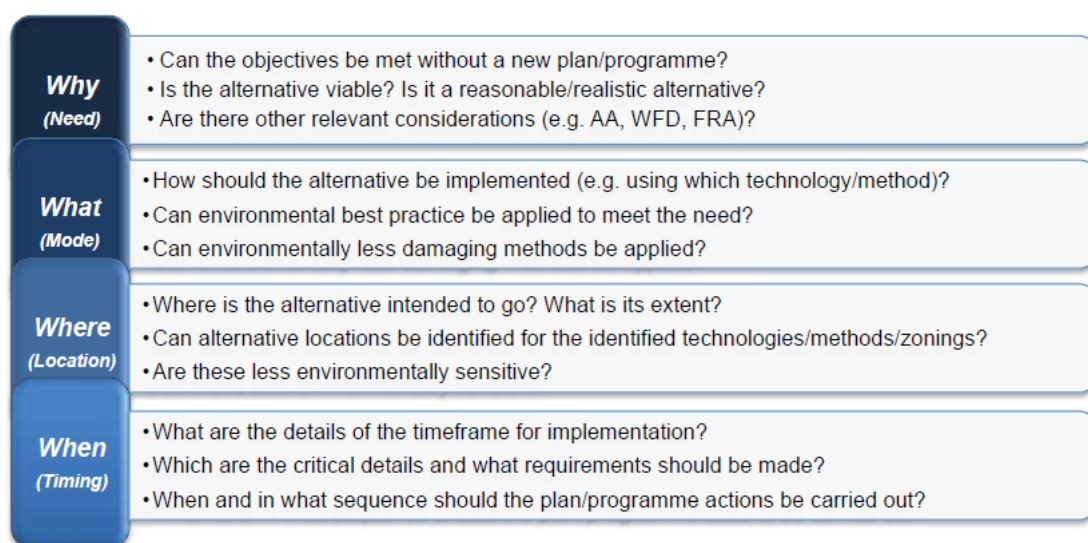 Why
(Need)
• Can the objectives be met without a new plan/programme?
• Is the alternative viable? Is it a reasonable/realistic alternative?
• Are there other relevant considerations (e.g. AA, WFD, FRA)?
What
(Mode)
• How should the alternative be implemented (e.g. using which technology/method)?
• Can environmental best practice be applied to meet the need?
• Can environmentally less damaging methods be applied?
Where
(Location)
• Where is the alternative intended to go? What is its extent?
• Can alternative locations be identified for the identified technologies/methods/zonings?
• Are these less environmentally sensitive?
When
(Timing)
• What are the details of the timeframe for implementation?
• Which are the critical details and what requirements should be made?
• When and in what sequence should the plan/programme actions be carried out?